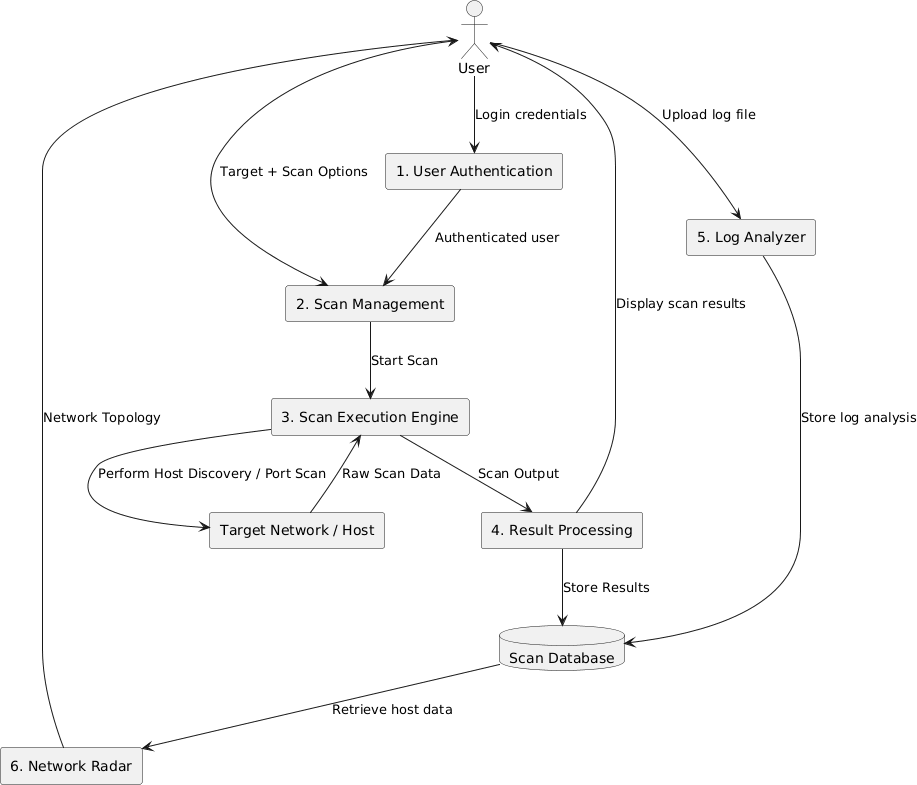 User
Login credentials
Upload log file
Target + Scan Options
1. User Authentication
5. Log Analyzer
Authenticated user
2. Scan Management
Display scan results
Start Scan
3. Scan Execution Engine
Network Topology
Store log analysis
Perform Host Discovery / Port Scan
Raw Scan Data
Scan Output
Target Network / Host
4. Result Processing
Store Results
Scan Database
Retrieve host data
6. Network Radar